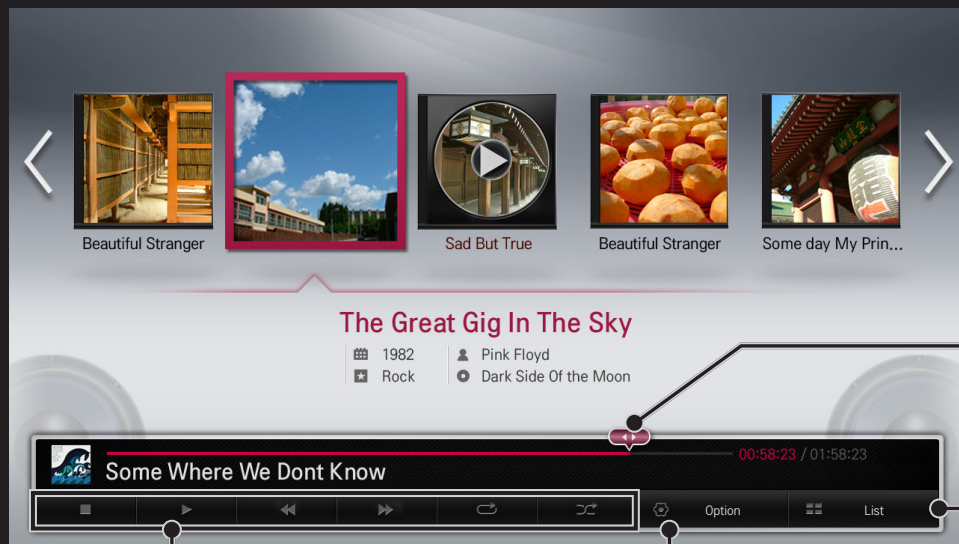 Beautiful Stranger
Sad But True
Beautiful Stranger
Some day My Prin...
The Great Gig In The Sky
1982
Pink Floyd
Rock
Dark Side Of the Moon
00:58:23 / 01:58:23
Some Where We Dont Know
Option
List